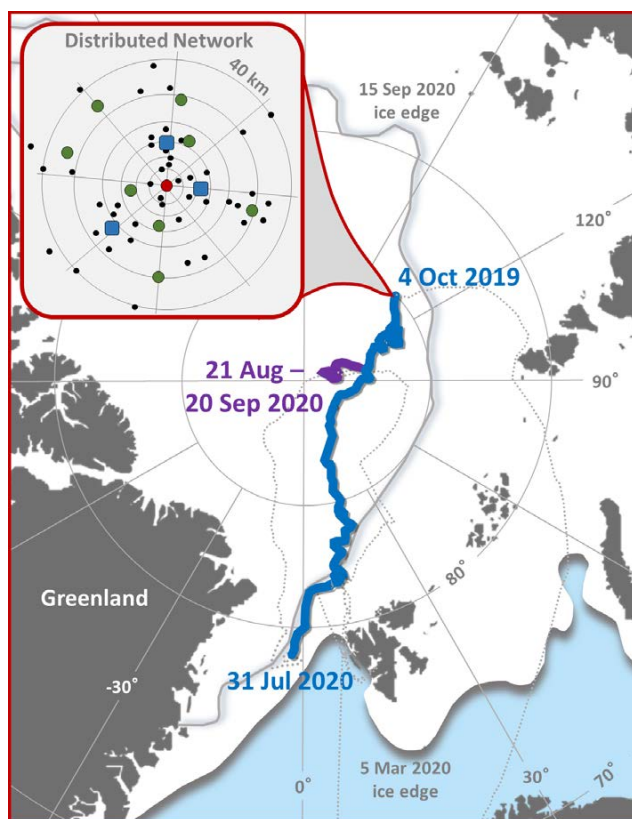 Distributed Network
40 km
15 Sep 2020
ice edge
120°
4 Oct 2019
21 Aug –
20 Sep 2020
90°
80°
Greenland
-30°
31 Jul 2020
5 Mar 2020
ice edge
0°
30°
70°